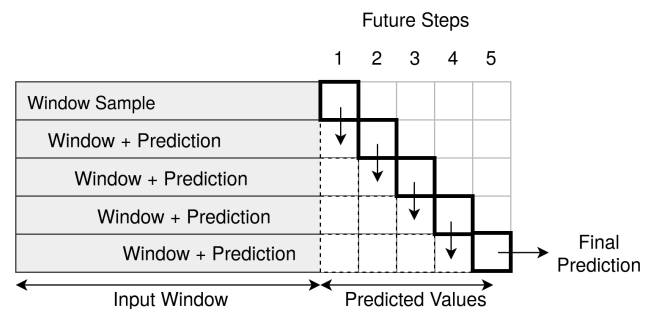 Future Steps
1 2 3 4 5
Window Sample
Window + Prediction
Window + Prediction
Window + Prediction
Window + Prediction
Final
Prediction
Input Window
Predicted Values